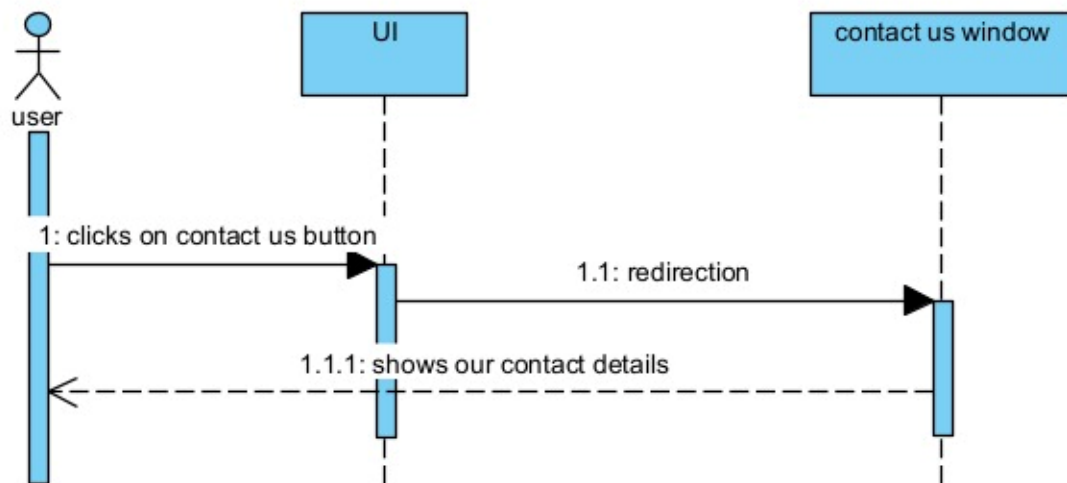 UI
contact us window
user
1: clicks on contact us button
1.1: redirection
1.1.1: shows our contact details